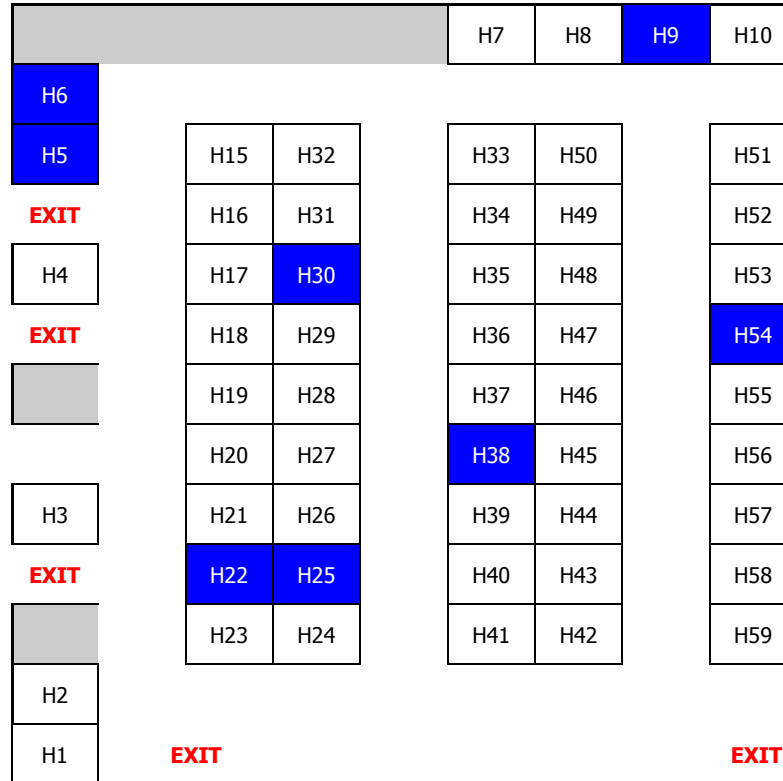 H7 H8 H9 H10
H6
H5 H15 H32 H33 H50 H51
EXIT H16 H31 H34 H49 H52
H4 H17 H30 H35 H48 H53
EXIT H18 H29 H36 H47 H54
H19 H28 H37 H46 H55
H20 H27 H38 H45 H56
H3 H21 H26 H39 H44 H57
EXIT H22 H25 H40 H43 H58
H23 H24 H41 H42 H59
H2
H1 EXIT EXIT